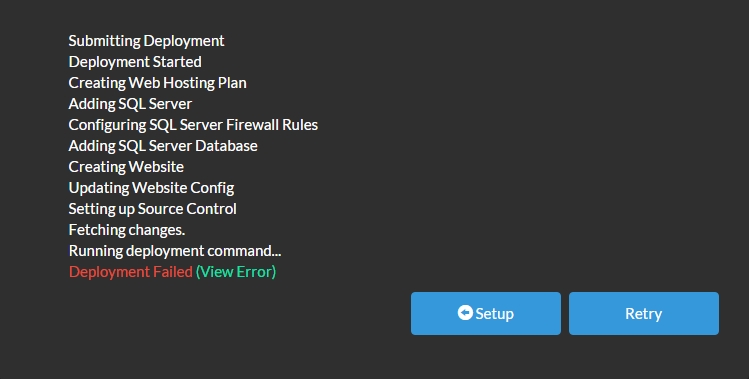 Submitting Deployment
Deployment Started
Creating Web Hosting Plan
Adding SQL Server
Configuring SQL Server Firewall Rules
Adding SQL Server Database
Creating Website
Updating Website Config
Setting up Source Control
Fetching changes.
Running deployment command...
Deployment Failed (View Error)
Setup
Retry